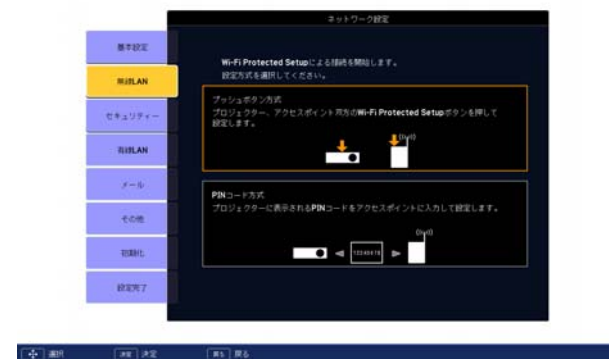 ネットワーク設定
基本設定
無線LAN
セキュリティー
有線LAN
メール
その他
初期化
設定完了
Wi-Fi Protected Setupによる接続を開始します。
設定方式を選択してください。
プッシュボタン方式
プロジェクター、アクセスポイント双方のWi-Fi Protected Setupボタンを押して
設定します。
PINコード方式
プロジェクターに表示されるPINコードをアクセスポイントに入力して設定します。
12345678
選択 決定 決定 戻る 戻る